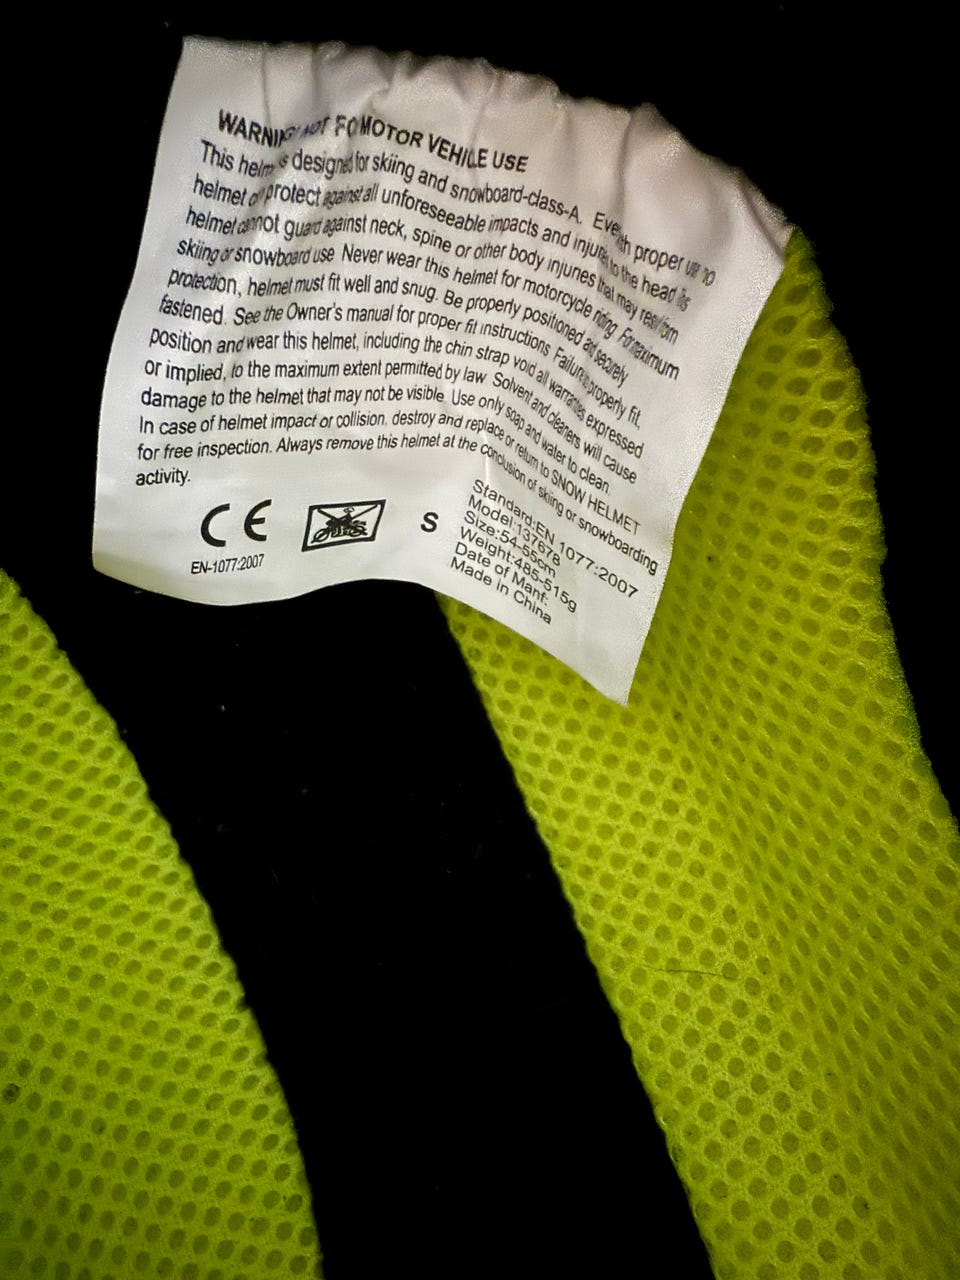 WARNING! NOT FO MOTOR VEHICLE USE
This helm is designed for skiing and snowboard-class-A. Eve ith proper use no
helmet protect against all unforeseeable impacts and injuries to the head this
helmet cannot guard against neck, spine or other body injuries that may result from
skiing or snowboard use Never wear this helmet for motorcycle riding. For maximum
protection, helmet must fit well and snug. Be properly positioned and securely
fastened. See the Owner's manual for proper fit instructions Failure properly fit,
position and wear this helmet, including the chin strap void all warranties expressed
or implied, to the maximum extent permitted by law Solvent and cleaners will cause
damage to the helmet that may not be visible. Use only soap and water to clean.
In case of helmet impact or collision, destroy and replace or return to SNOW HELMET
for free inspection. Always remove this helmet at the conclusion of skiing or snowboarding
activity.
CE
EN-1077:2007
S
Standard:EN 1077:2007
Model:137678
Size:54-55cm
Weight:485-515g
Date of Manf:
Made in China